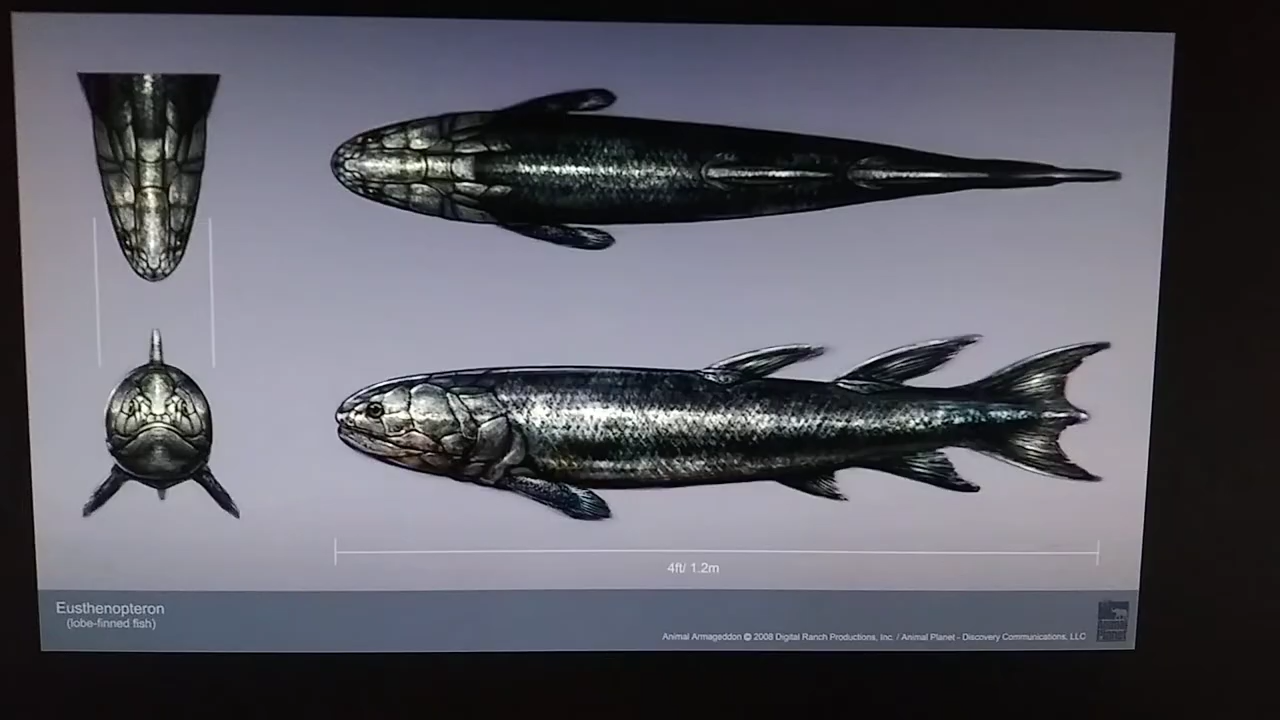 4ft/ 1.2m
Eusthenopteron
(lobe-finned fish)
Animal Armageddon © 2008 Digital Ranch Productions, Inc. / Animal Planet - Discovery Communications, LLC